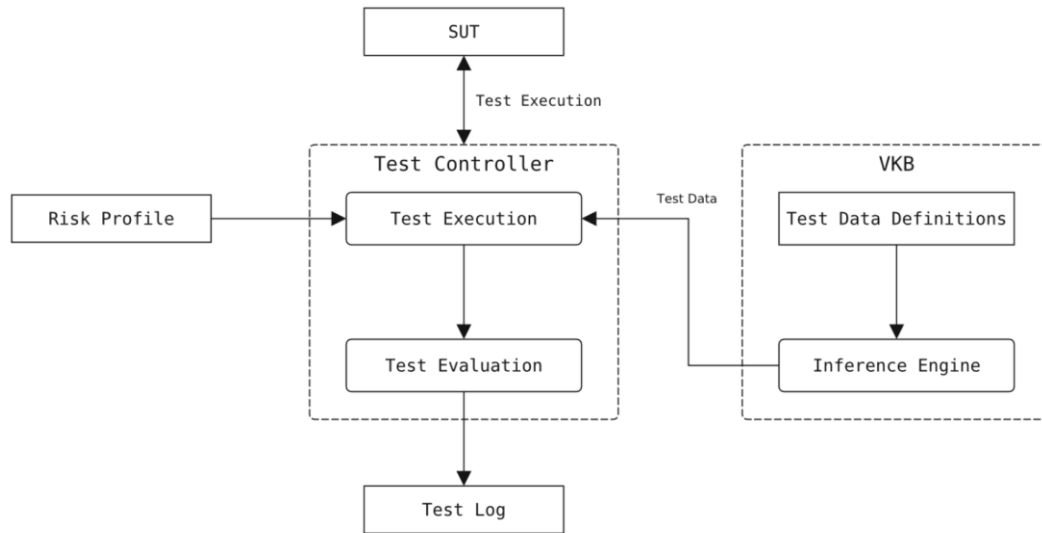 SUT
Test Execution
Test Controller
VKB
Risk Profile
Test Execution
Test Data
Test Data Definitions
Test Evaluation
Inference Engine
Test Log